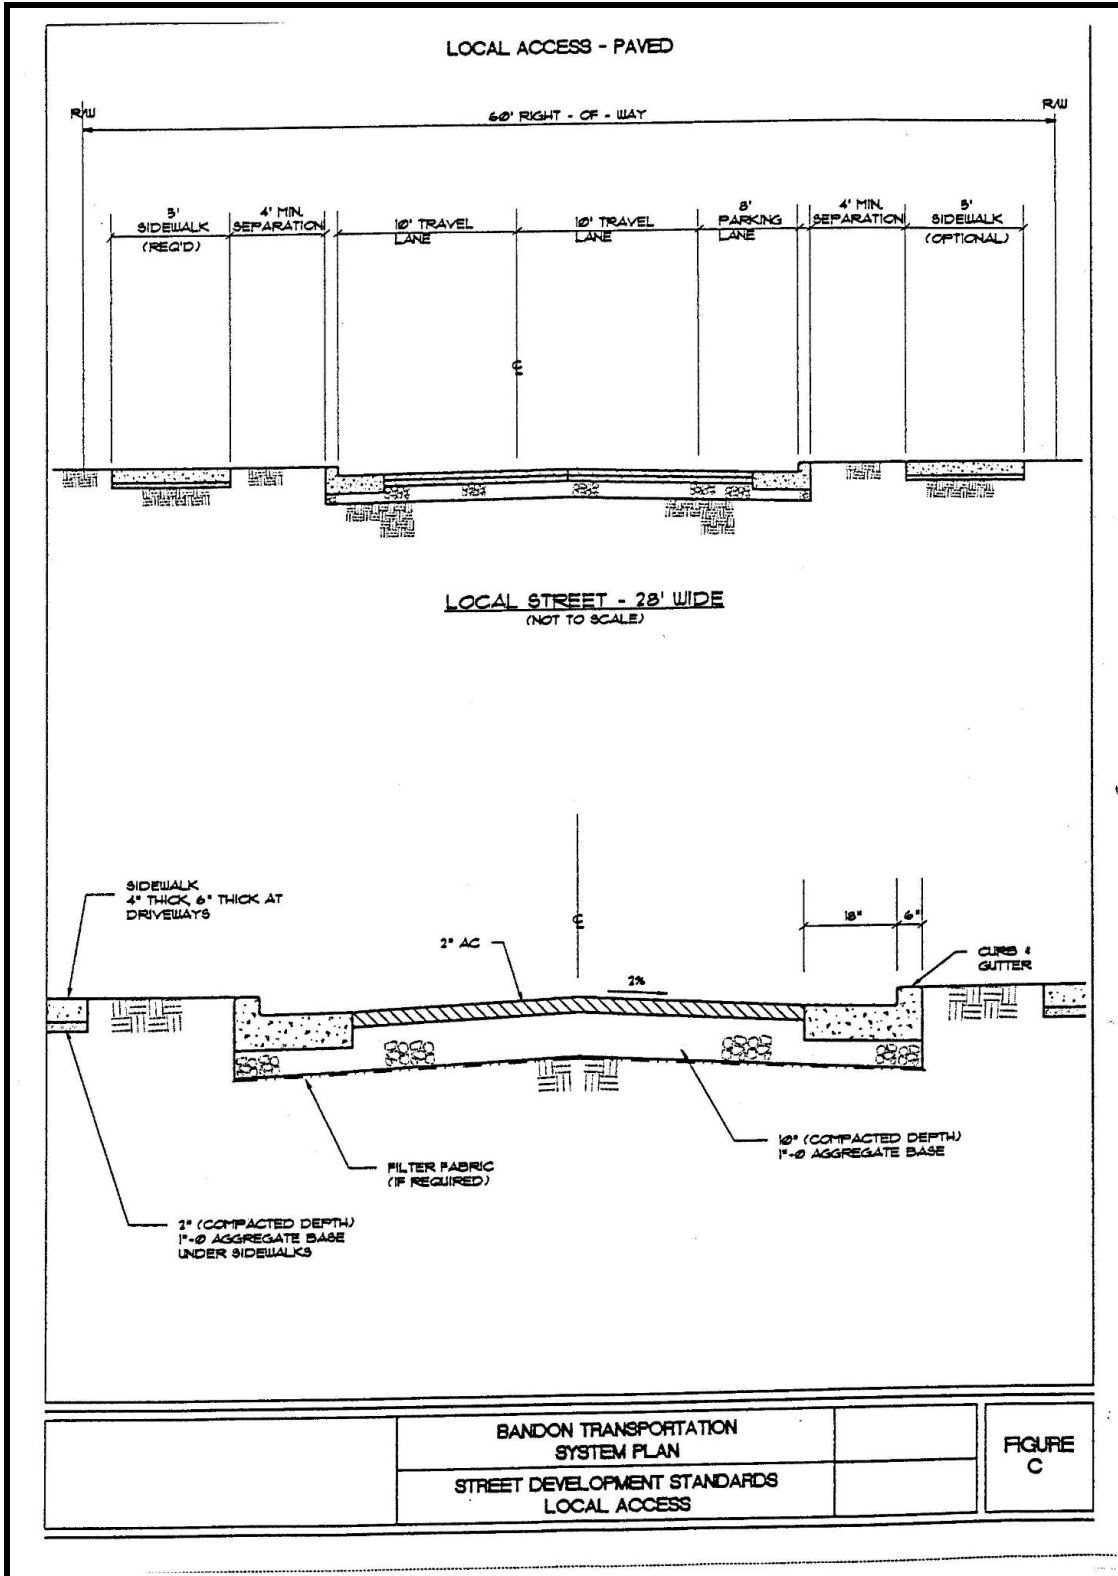 LOCAL ACCESS - PAVED
R/W
R/W
60' RIGHT - OF - WAY
5'
SIDEWALK
(REQ'D)
4' MIN.
SEPARATION
10' TRAVEL
LANE
10' TRAVEL
LANE
8'
PARKING
LANE
4' MIN.
SEPARATION
5'
SIDEWALK
(OPTIONAL)
℄
LOCAL STREET - 28' WIDE
(NOT TO SCALE)
SIDEWALK
4" THICK, 6" THICK AT
DRIVEWAYS
2" AC
℄
2%
18"
6"
CURB &
GUTTER
10" (COMPACTED DEPTH)
1"-0 AGGREGATE BASE
FILTER FABRIC
(IF REQUIRED)
2" (COMPACTED DEPTH)
1"-0 AGGREGATE BASE
UNDER SIDEWALKS
BANDON TRANSPORTATION
SYSTEM PLAN
STREET DEVELOPMENT STANDARDS
LOCAL ACCESS
FIGURE
C